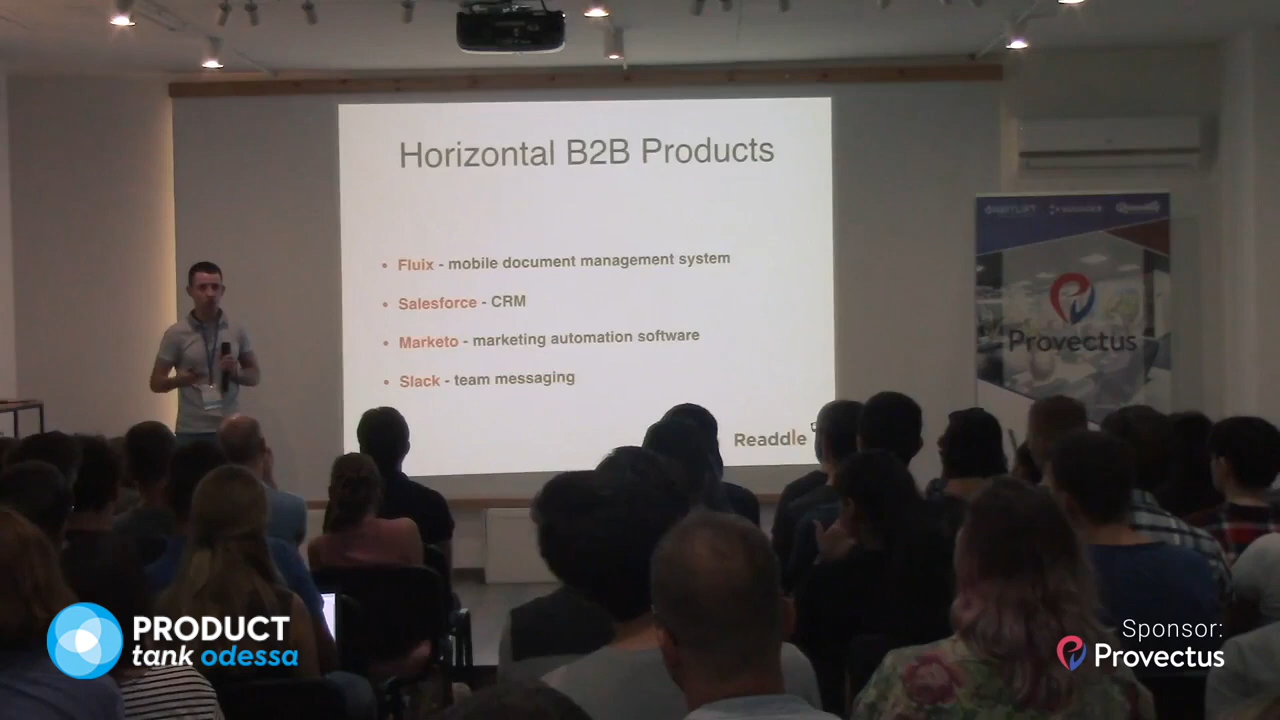 Horizontal B2B Products
• Fluix - mobile document management system
• Salesforce - CRM
• Marketo - marketing automation software
• Slack - team messaging
Readdle
Provectus
PRODUCT
tank odessa
Sponsor:
Provectus